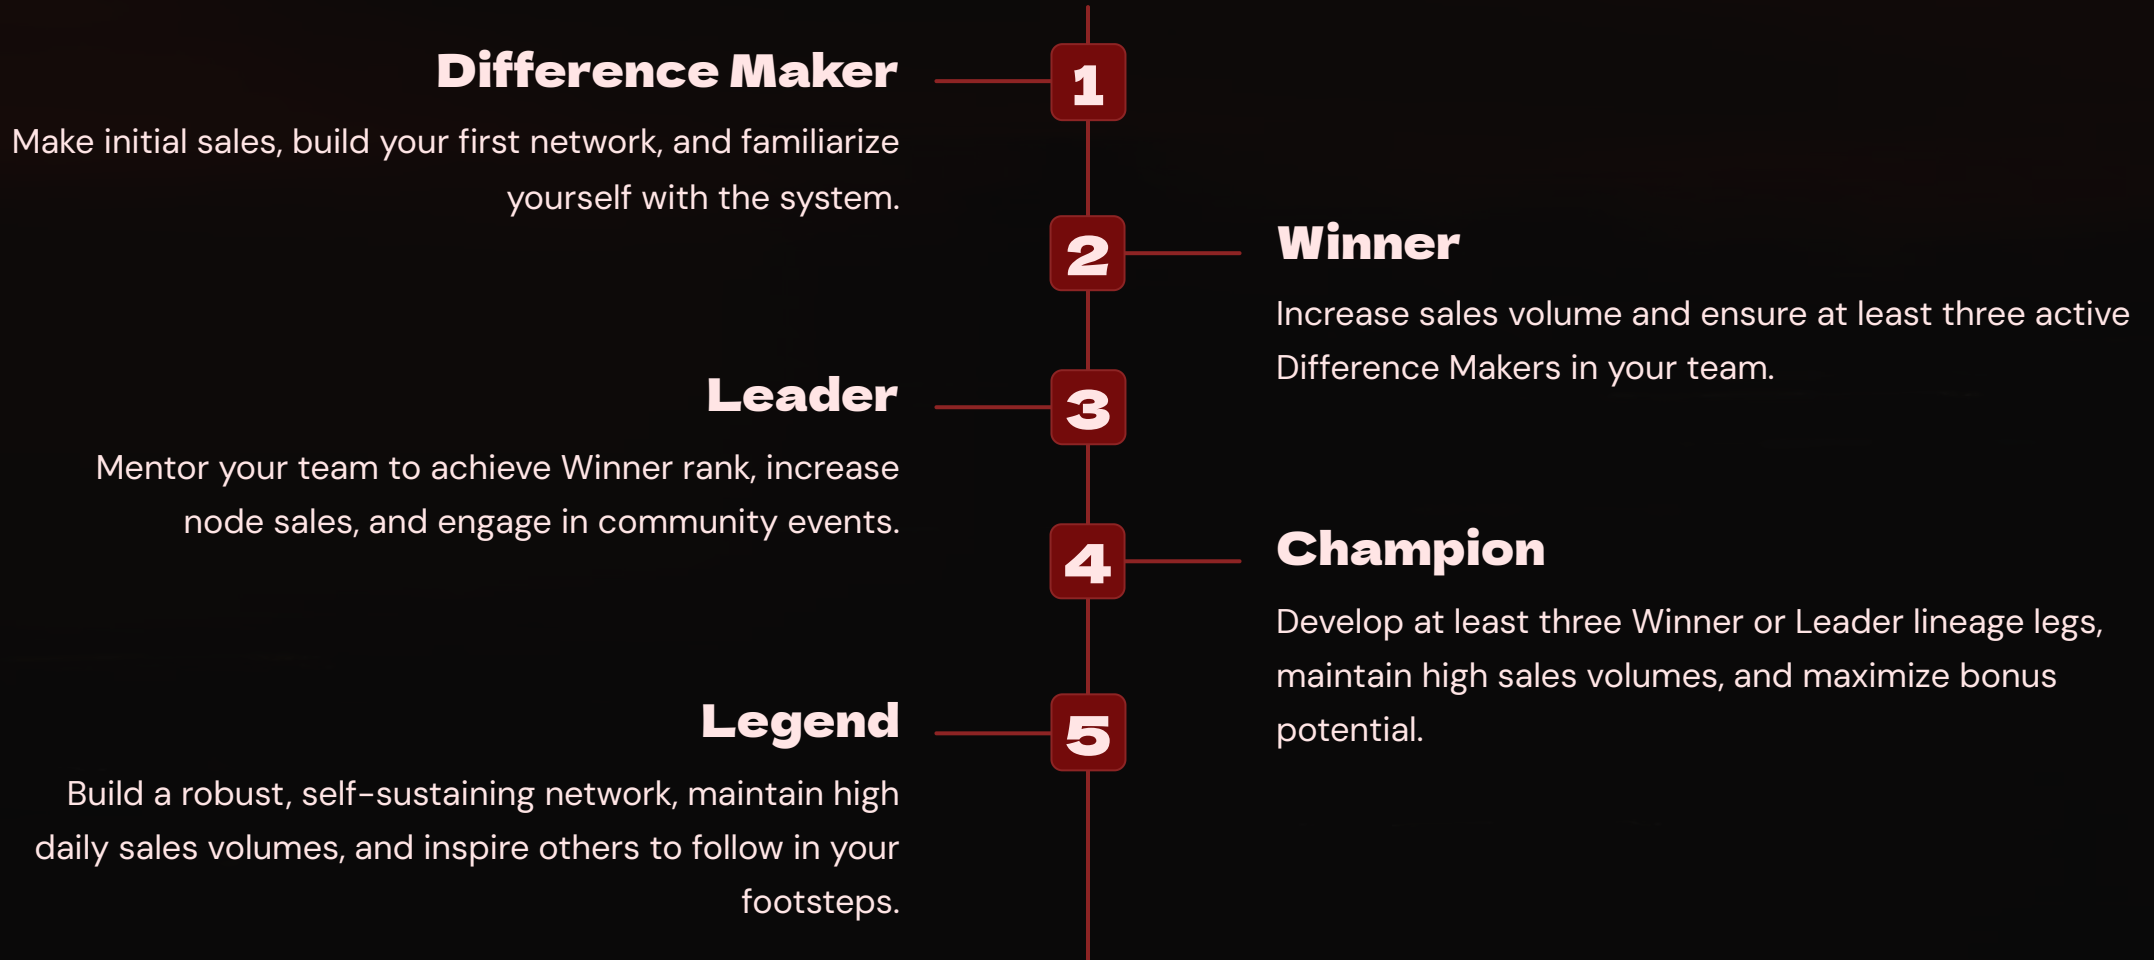 Difference Maker
1
Make initial sales, build your first network, and familiarize
yourself with the system.
2
Winner
Increase sales volume and ensure at least three active
Difference Makers in your team.
Leader
3
Mentor your team to achieve Winner rank, increase
node sales, and engage in community events.
4
Champion
Develop at least three Winner or Leader lineage legs,
maintain high sales volumes, and maximize bonus
potential.
Legend
5
Build a robust, self-sustaining network, maintain high
daily sales volumes, and inspire others to follow in your
footsteps.